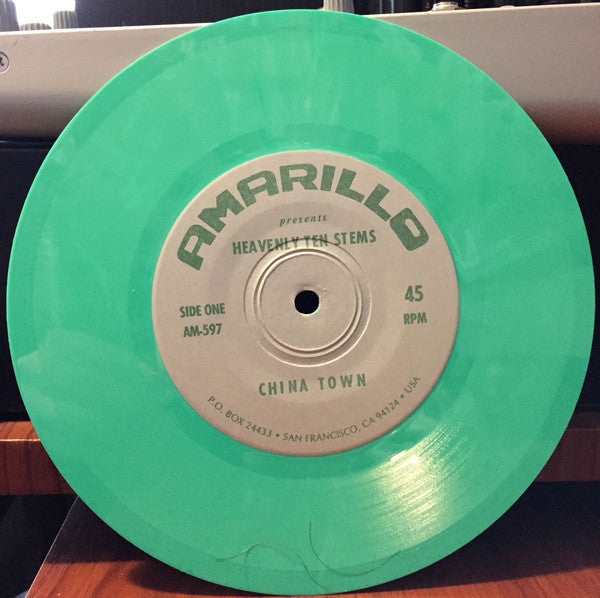 AMARILLO
presents
HEAVENLY TEN STEMS
SIDE ONE
AM-597
45
RPM
CHINA TOWN
P.O. BOX 24433 • SAN FRANCISCO, CA 94124 • USA